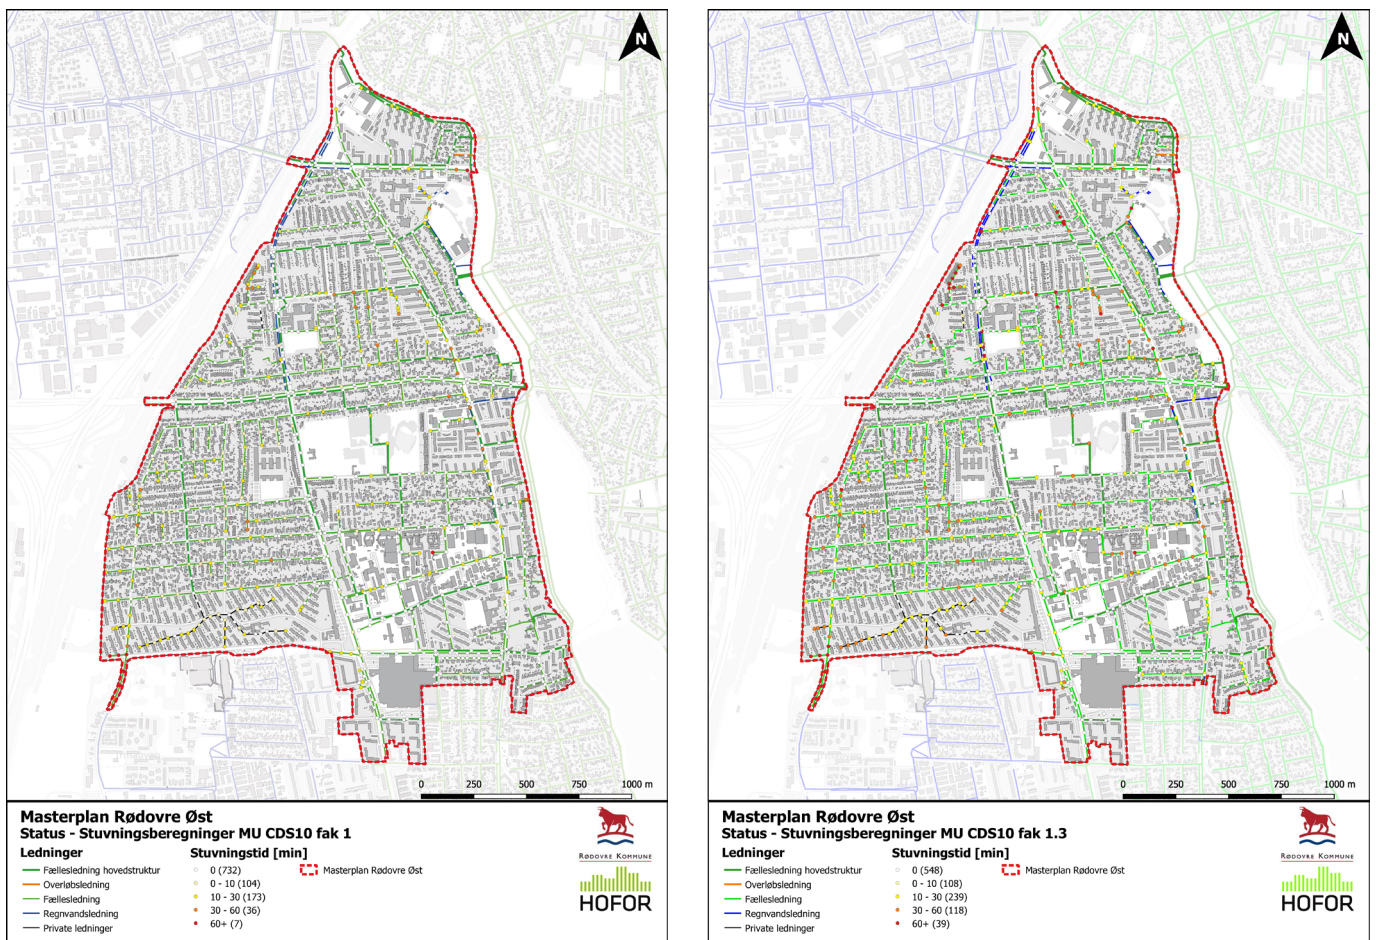 N
0 250 500 750 1000 m
Masterplan Rødovre Øst
Status - Stuvningsberegninger MU CDS10 fak 1
Ledninger
Fællesledning hovedstruktur
Overløbsledning
Fællesledning
Regnvandsledning
Private ledninger
Stuvningstid [min]
0 (732)
0 - 10 (104)
10 - 30 (173)
30 - 60 (36)
60+ (7)
Masterplan Rødovre Øst
RØDOVRE KOMMUNE
HOFOR
N
0 250 500 750 1000 m
Masterplan Rødovre Øst
Status - Stuvningsberegninger MU CDS10 fak 1.3
Ledninger
Fællesledning hovedstruktur
Overløbsledning
Fællesledning
Regnvandsledning
Private ledninger
Stuvningstid [min]
0 (548)
0 - 10 (108)
10 - 30 (239)
30 - 60 (118)
60+ (39)
Masterplan Rødovre Øst
RØDOVRE KOMMUNE
HOFOR